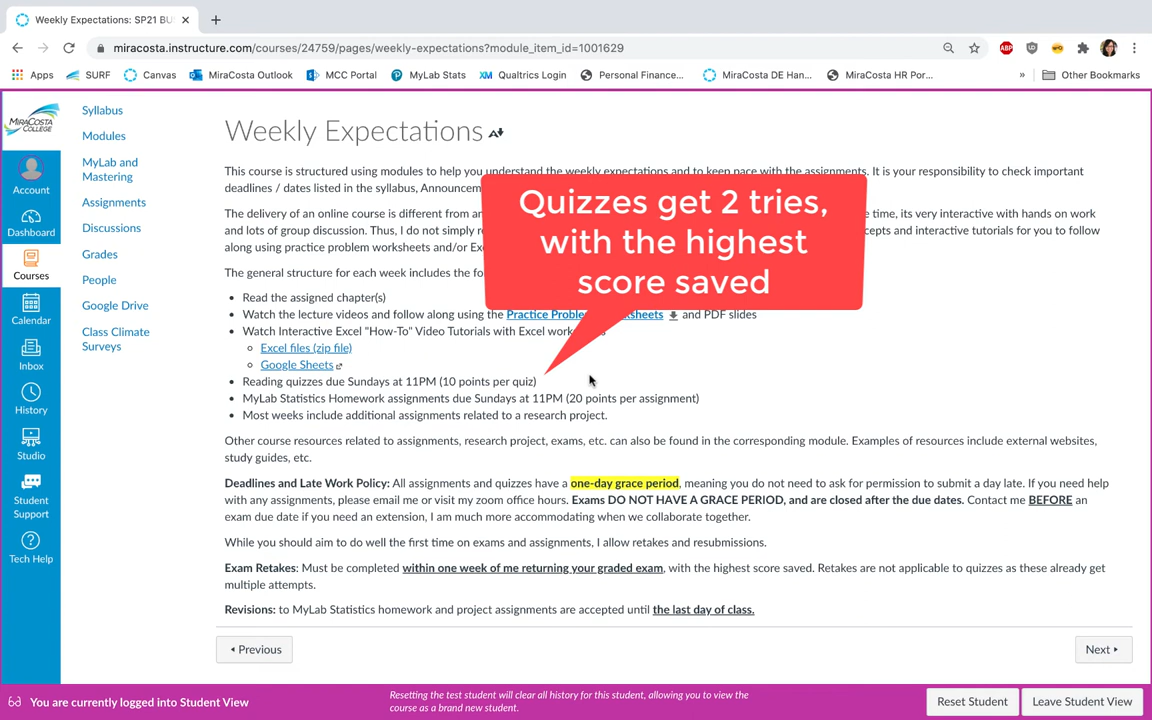 Weekly Expectations: SP21 BU
miracosta.instructure.com/courses/24759/pages/weekly-expectations?module_item_id=1001629
ABP
Apps
SURF
Canvas
MiraCosta Outlook
MCC Portal
MyLab Stats
XM Qualtrics Login
Personal Finance...
MiraCosta DE Han...
MiraCosta HR Por...
»
Other Bookmarks
MIRACOSTA COLLEGE
Account
Dashboard
Courses
Calendar
Inbox
History
Studio
Student Support
Tech Help
Syllabus
Modules
MyLab and
Mastering
Assignments
Discussions
Grades
People
Google Drive
Class Climate
Surveys
Weekly Expectations
This course is structured using modules to help you understand the weekly expectations and to keep pace with the assignments. It is your responsibility to check important
deadlines / dates listed in the syllabus, Announcem
The delivery of an online course is different from an e time, its very interactive with hands on work
and lots of group discussion. Thus, I do not simply re cepts and interactive tutorials for you to follow
along using practice problem worksheets and/or Exc
The general structure for each week includes the fo
Quizzes get 2 tries,
with the highest
score saved
• Read the assigned chapter(s)
• Watch the lecture videos and follow along using the Practice Proble ksheets and PDF slides
• Watch Interactive Excel "How-To" Video Tutorials with Excel work
Excel files (zip file)
Google Sheets
• Reading quizzes due Sundays at 11PM (10 points per quiz)
• MyLab Statistics Homework assignments due Sundays at 11PM (20 points per assignment)
• Most weeks include additional assignments related to a research project.
Other course resources related to assignments, research project, exams, etc. can also be found in the corresponding module. Examples of resources include external websites,
study guides, etc.
Deadlines and Late Work Policy: All assignments and quizzes have a one-day grace period, meaning you do not need to ask for permission to submit a day late. If you need help
with any assignments, please email me or visit my zoom office hours. Exams DO NOT HAVE A GRACE PERIOD, and are closed after the due dates. Contact me BEFORE an
exam due date if you need an extension, I am much more accommodating when we collaborate together.
While you should aim to do well the first time on exams and assignments, I allow retakes and resubmissions.
Exam Retakes: Must be completed within one week of me returning your graded exam, with the highest score saved. Retakes are not applicable to quizzes as these already get
multiple attempts.
Revisions: to MyLab Statistics homework and project assignments are accepted until the last day of class.
Previous
Next
You are currently logged into Student View
Resetting the test student will clear all history for this student, allowing you to view the
course as a brand new student.
Reset Student
Leave Student View